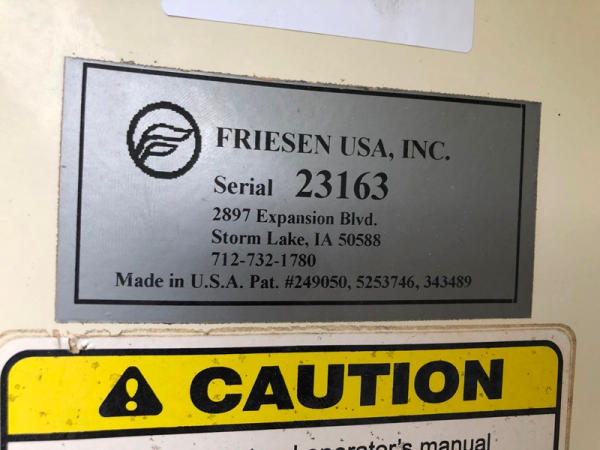 FRIESEN USA, INC.
Serial 23163
2897 Expansion Blvd.
Storm Lake, IA 50588
712-732-1780
Made in U.S.A. Pat. #249050, 5253746, 343489
CAUTION
operator's manual